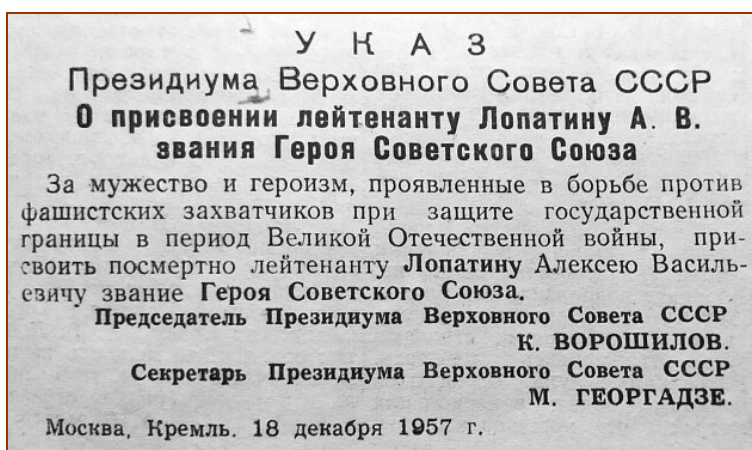 УКАЗ
Президиума Верховного Совета СССР
О присвоении лейтенанту Лопатину А. В.
звания Героя Советского Союза
За мужество и героизм, проявленные в борьбе против
фашистских захватчиков при защите государственной
границы в период Великой Отечественной войны, при-
своить посмертно лейтенанту Лопатину Алексею Василь-
евичу звание Героя Советского Союза.
Председатель Президиума Верховного Совета СССР
К. ВОРОШИЛОВ.
Секретарь Президиума Верховного Совета СССР
М. ГЕОРГАДЗЕ.
Москва, Кремль. 18 декабря 1957 г.